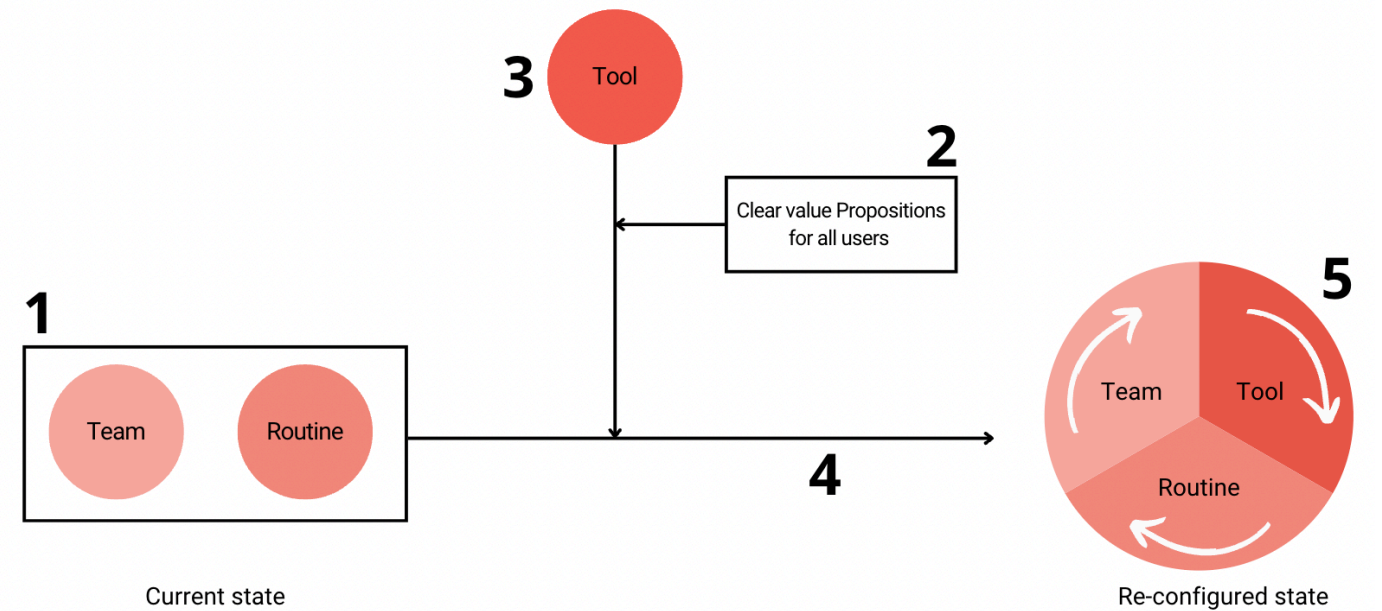 3
Tool
2
Clear value Propositions
for all users
1
Team
Routine
4
5
Team
Tool
Routine
Current state
Re-configured state